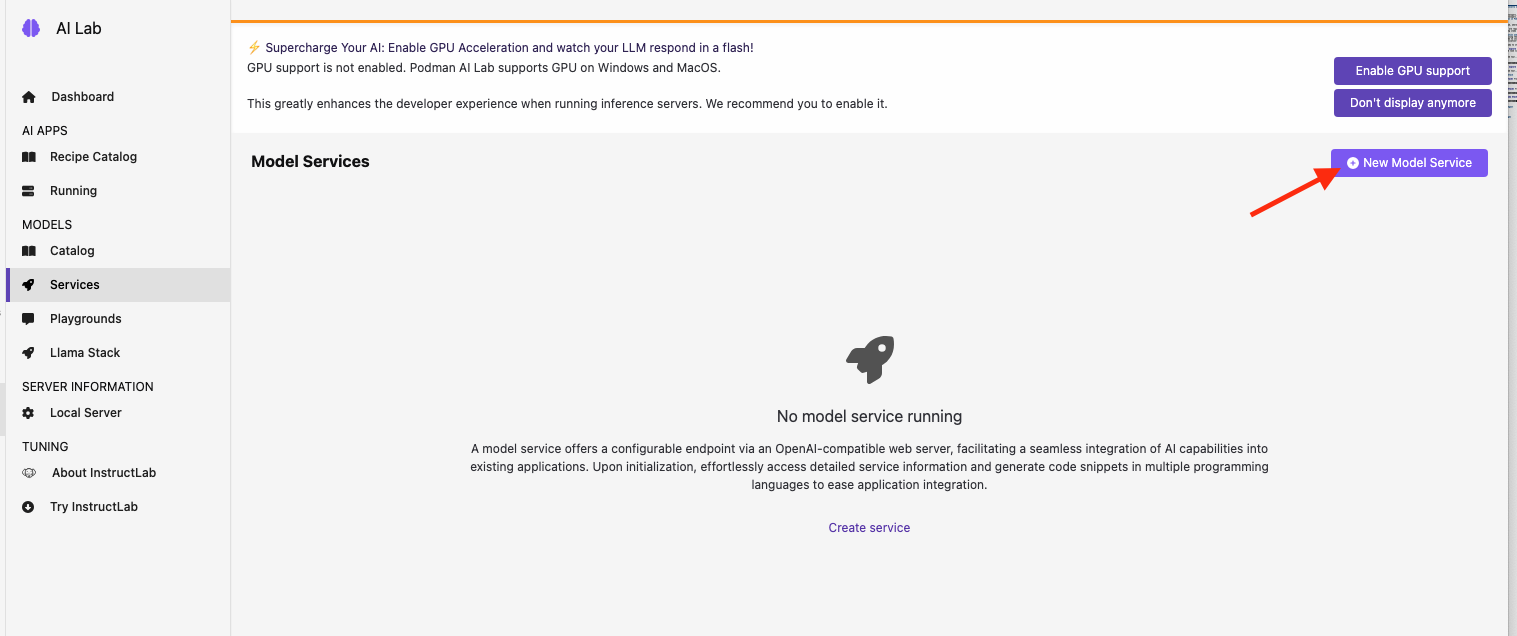 AI Lab
Dashboard
AI APPS
Recipe Catalog
Running
MODELS
Catalog
Services
Playgrounds
Llama Stack
SERVER INFORMATION
Local Server
TUNING
About InstructLab
Try InstructLab
⚡ Supercharge Your AI: Enable GPU Acceleration and watch your LLM respond in a flash!
GPU support is not enabled. Podman AI Lab supports GPU on Windows and MacOS.
This greatly enhances the developer experience when running inference servers. We recommend you to enable it.
Enable GPU support
Don't display anymore
Model Services
New Model Service
No model service running
A model service offers a configurable endpoint via an OpenAI-compatible web server, facilitating a seamless integration of AI capabilities into
existing applications. Upon initialization, effortlessly access detailed service information and generate code snippets in multiple programming
languages to ease application integration.
Create service